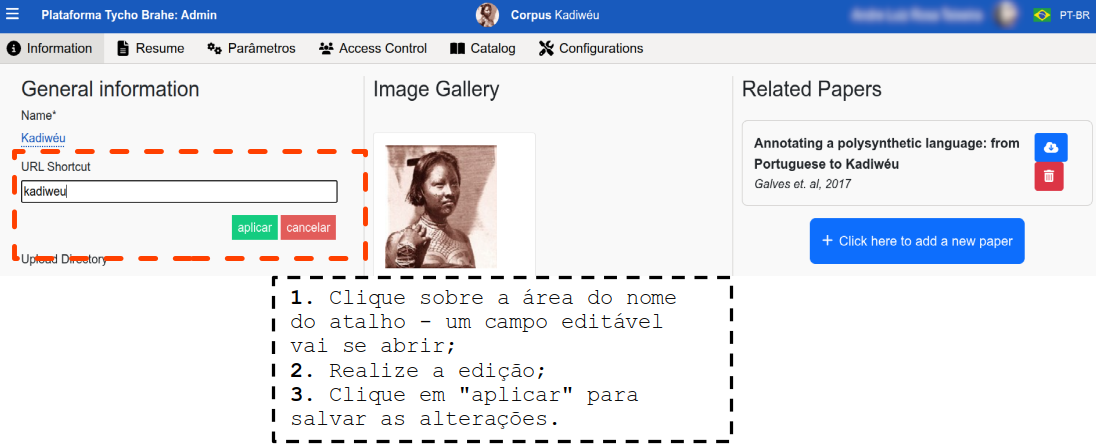 Plataforma Tycho Brahe: Admin
Corpus Kadiwéu
PT-BR
Information
Resume
Parâmetros
Access Control
Catalog
Configurations
General information
Name*
Kadiwéu
URL Shortcut
kadiweu
aplicar
cancelar
Upload Directory
Image Gallery
Related Papers
Annotating a polysynthetic language: from
Portuguese to Kadiwéu
Galves et. al, 2017
+ Click here to add a new paper
1. Clique sobre a área do nome
do atalho - um campo editável
vai se abrir;
2. Realize a edição;
3. Clique em "aplicar" para
salvar as alterações.